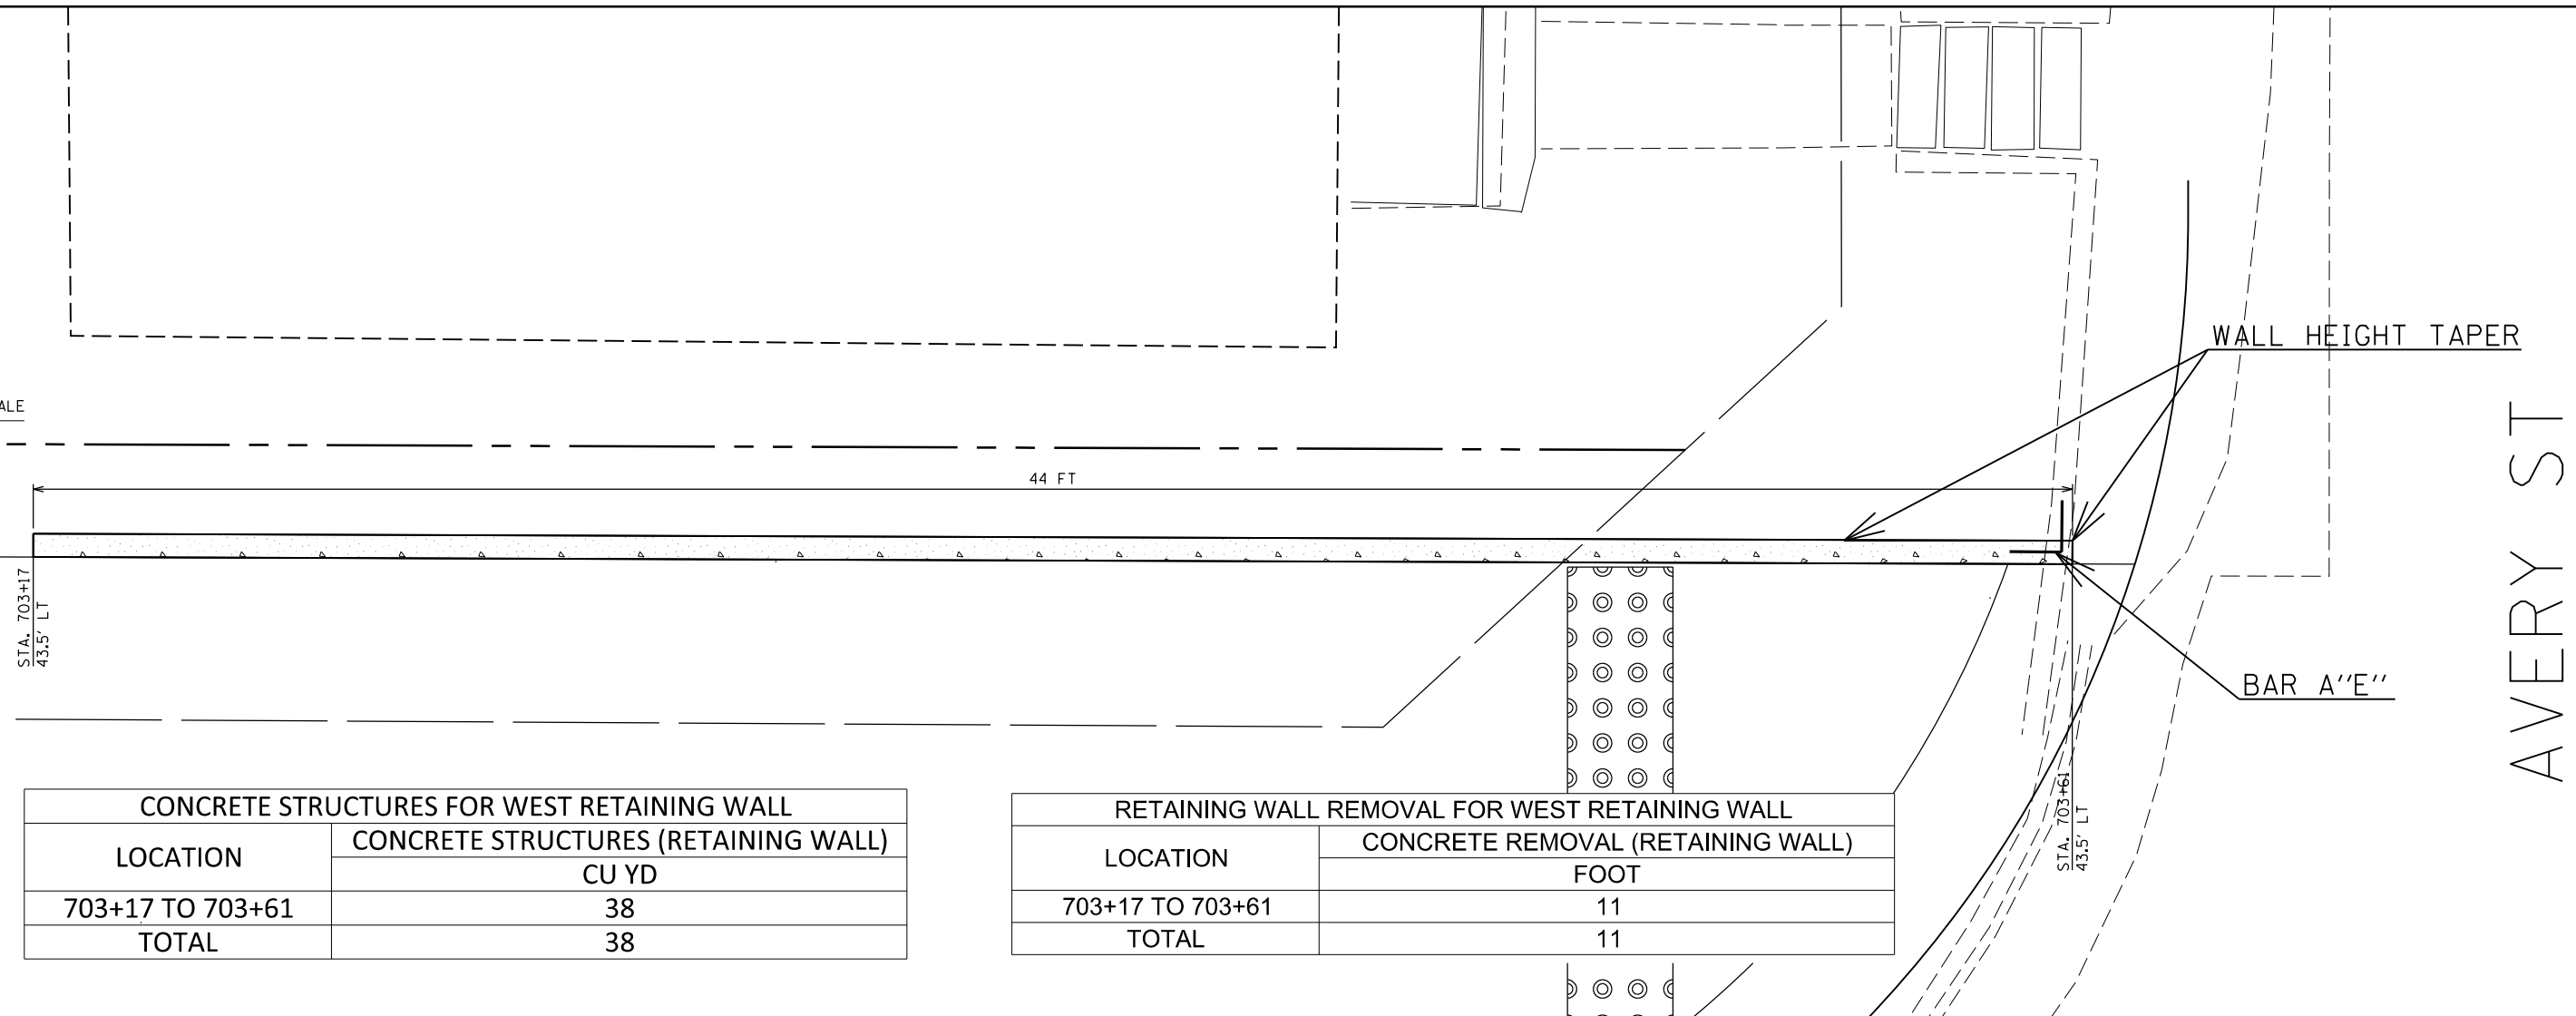 WALL HEIGHT TAPER
44 FT
STA. 703+17
43.5' LT
BAR A"E"
AVERY ST
STA. 703+61
43.5' LT
CONCRETE STRUCTURES FOR WEST RETAINING WALL
LOCATION
CONCRETE STRUCTURES (RETAINING WALL)
CU YD
703+17 TO 703+61
38
TOTAL
38
RETAINING WALL REMOVAL FOR WEST RETAINING WALL
LOCATION
CONCRETE REMOVAL (RETAINING WALL)
FOOT
703+17 TO 703+61
11
TOTAL
11